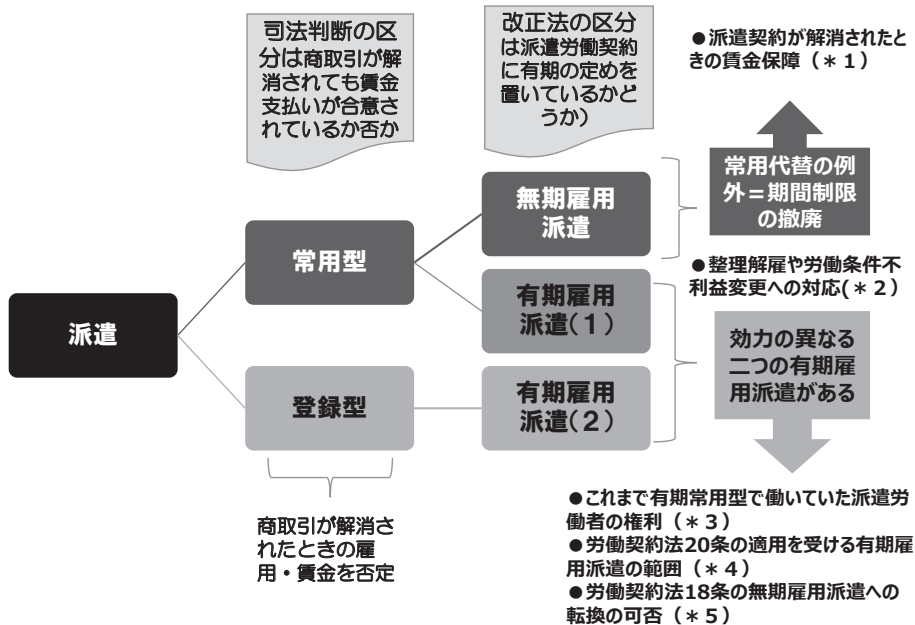 司法判断の区
分は商取引が解
消されても賃金
支払いが合意さ
れているか否か
改正法の区分
は派遣労働契約
に有期の定めを
置いているかど
うか）
●派遣契約が解消されたと
きの賃金保障（＊１）
常用代替の例
外＝期間制限
の撤廃
無期雇用
派遣
常用型
●整理解雇や労働条件不
利益変更への対応(＊２)
有期雇用
派遣(１)
派遣
効力の異なる
二つの有期雇
用派遣がある
登録型
有期雇用
派遣(２)
商取引が解消さ
れたときの雇
用・賃金を否定
●これまで有期常用型で働いていた派遣労
働者の権利（＊３）
●労働契約法20条の適用を受ける有期雇
用派遣の範囲（＊４）
●労働契約法18条の無期雇用派遣への
転換の可否（＊５）